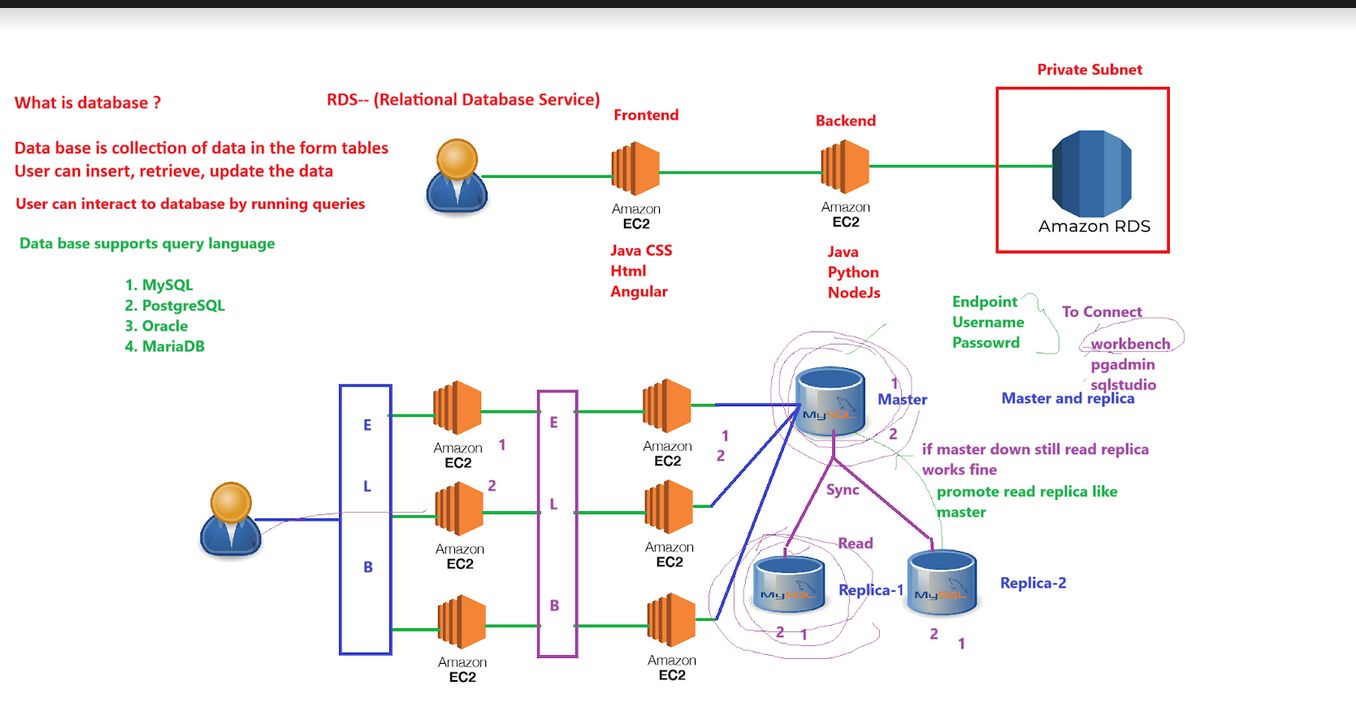 Private Subnet
What is database ?
RDS-- (Relational Database Service)
Frontend
Backend
Data base is collection of data in the form tables
User can insert, retrieve, update the data
User can interact to database by running queries
Amazon
EC2
Amazon
EC2
Amazon RDS
Data base supports query language
Java CSS
Html
Angular
Java
Python
NodeJs
1. MySQL
2. PostgreSQL
3. Oracle
4. MariaDB
Endpoint
Username
Passowrd
To Connect
workbench
pgadmin
sqlstudio
Master and replica
E
L
B
Amazon
EC2
1
2
Amazon
EC2
Amazon
EC2
E
L
B
Amazon
EC2
1
2
Amazon
EC2
Amazon
EC2
MySQL
1
Master
2
if master down still read replica
works fine
promote read replica like
master
Sync
Read
MySQL
Replica-1
2 1
MySQL
Replica-2
2
1